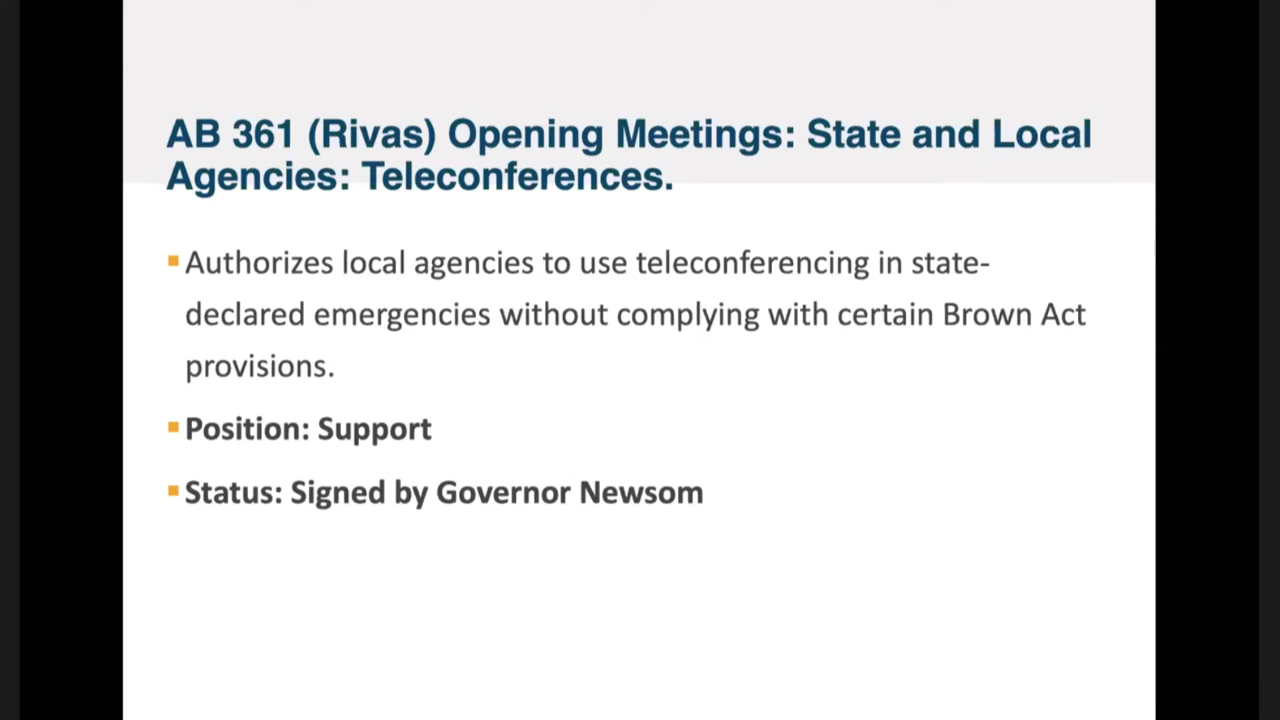 AB 361 (Rivas) Opening Meetings: State and Local
Agencies: Teleconferences.
Authorizes local agencies to use teleconferencing in state-
declared emergencies without complying with certain Brown Act
provisions.
Position: Support
Status: Signed by Governor Newsom